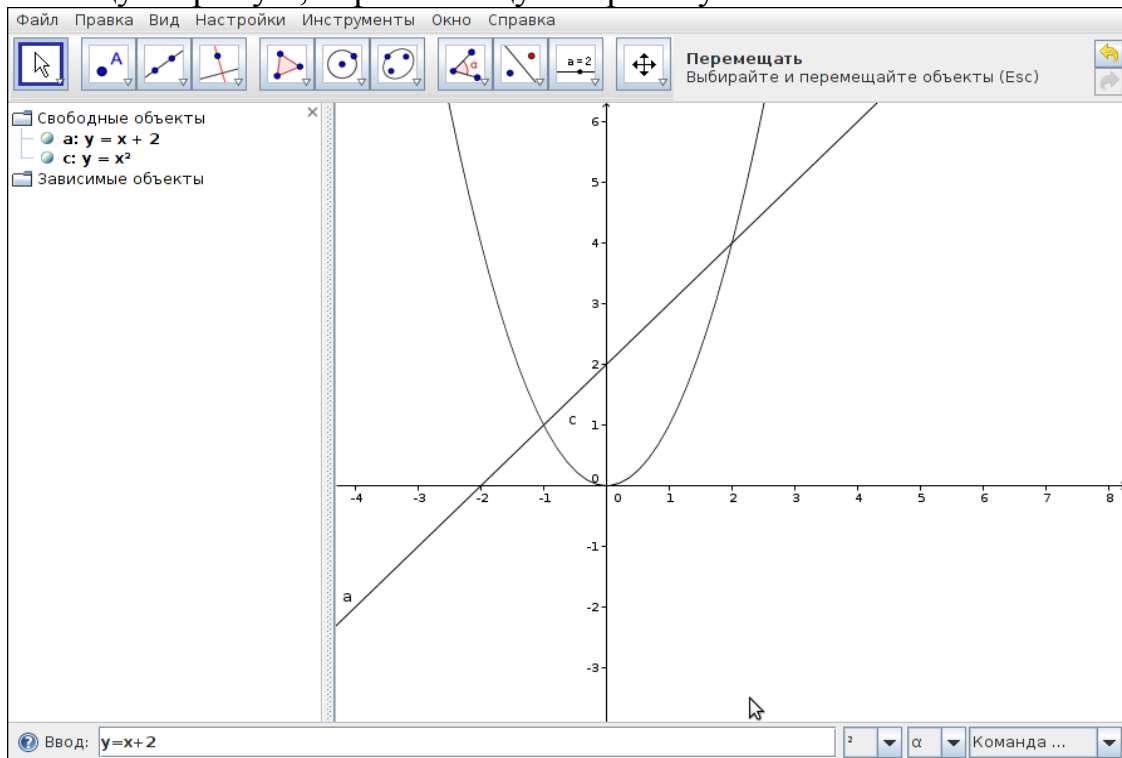 Файл Правка Вид Настройки Инструменты Окно Справка
A
α
a=2
Перемещать
Выбирайте и перемещайте объекты (Esc)
Свободные объекты
a: y = x + 2
c: y = x²
Зависимые объекты
6
5
4
3
2
c
1
0
-4 -3 -2 -1 0 1 2 3 4 5 6 7 8
-1
a
-2
-3
Ввод: y=x+2 ² α Команда ...